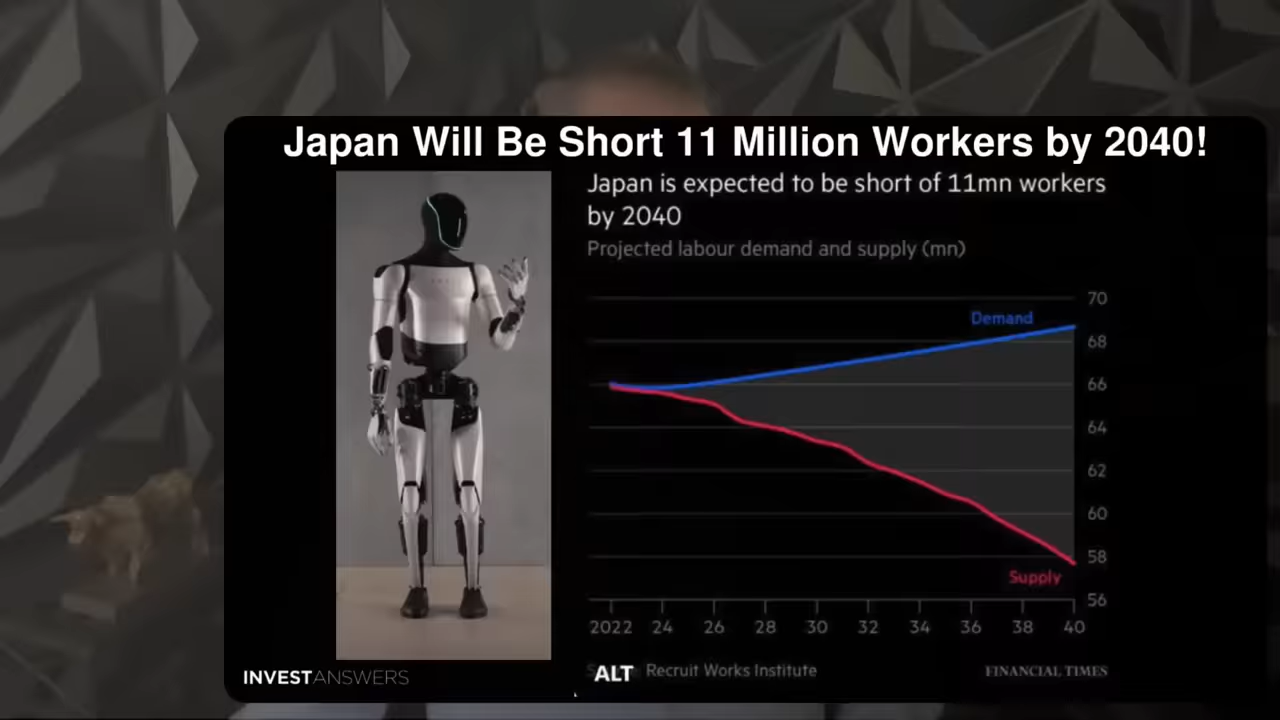 Japan Will Be Short 11 Million Workers by 2040!
Japan is expected to be short of 11mn workers
by 2040
Projected labour demand and supply (mn)
70
Demand
68
66
64
62
60
58
Supply
56
2022 24 26 28 30 32 34 36 38 40
INVESTANSWERS
ALT Recruit Works Institute
FINANCIAL TIMES